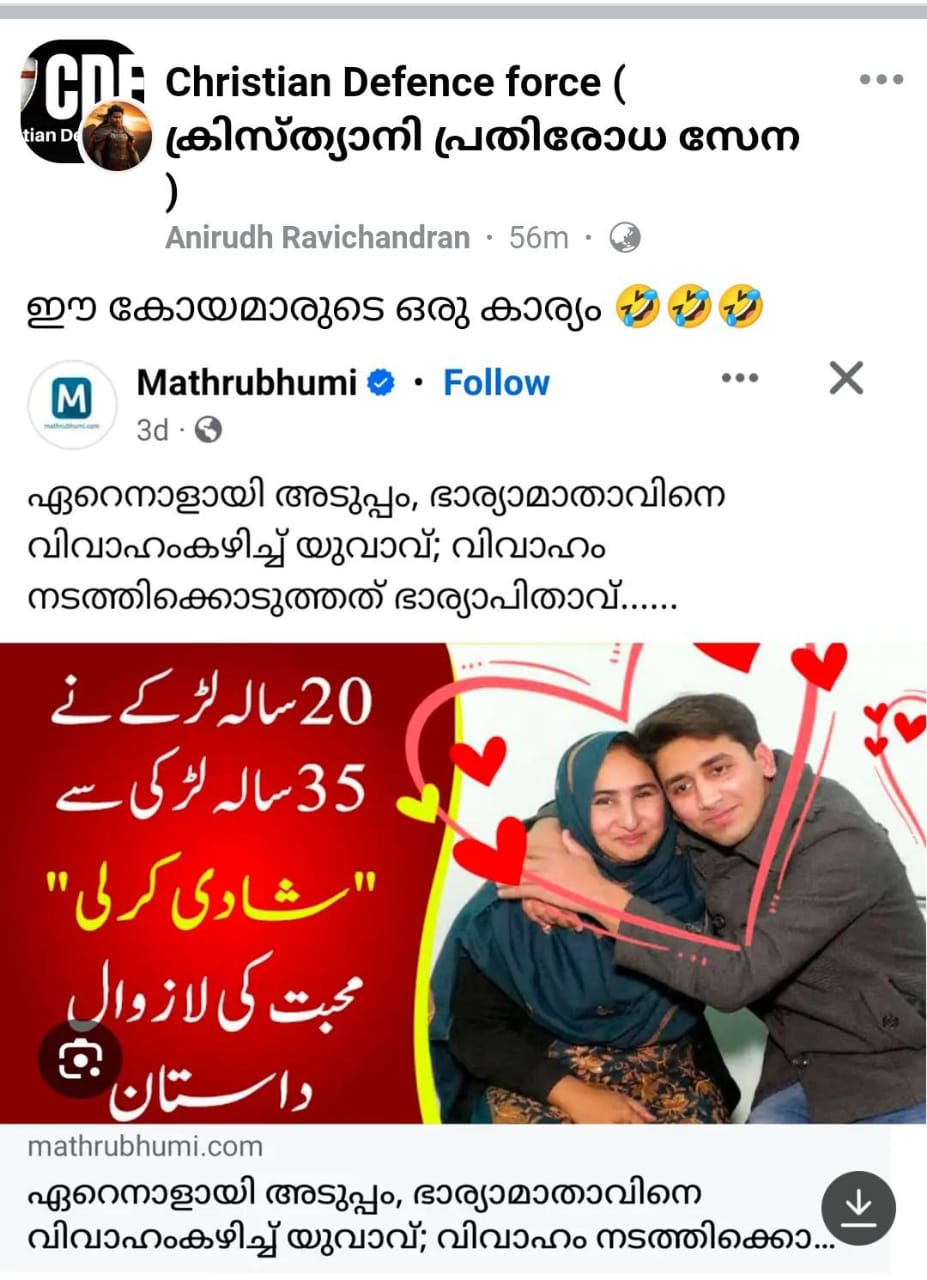 CDF
tian De
Christian Defence force (
ക്രിസ്ത്യാനി പ്രതിരോധ സേന
)
Anirudh Ravichandran · 56m ·
ഈ കോയമാരുടെ ഒരു കാര്യം 🤣🤣🤣
M
mathrubhumi.com
Mathrubhumi • Follow
3d ·
ഏറെനാളായി അടുപ്പം, ഭാര്യാമാതാവിനെ
വിവാഹംകഴിച്ച് യുവാവ്; വിവാഹം
നടത്തിക്കൊടുത്തത് ഭാര്യാപിതാവ്......
20 سالہ لڑکے نے
35 سالہ لڑکی سے
"شادی کرلی"
محبت کی لازوال
داستان
mathrubhumi.com
ഏറെനാളായി അടുപ്പം, ഭാര്യാമാതാവിനെ
വിവാഹംകഴിച്ച് യുവാവ്; വിവാഹം നടത്തിക്കൊ...